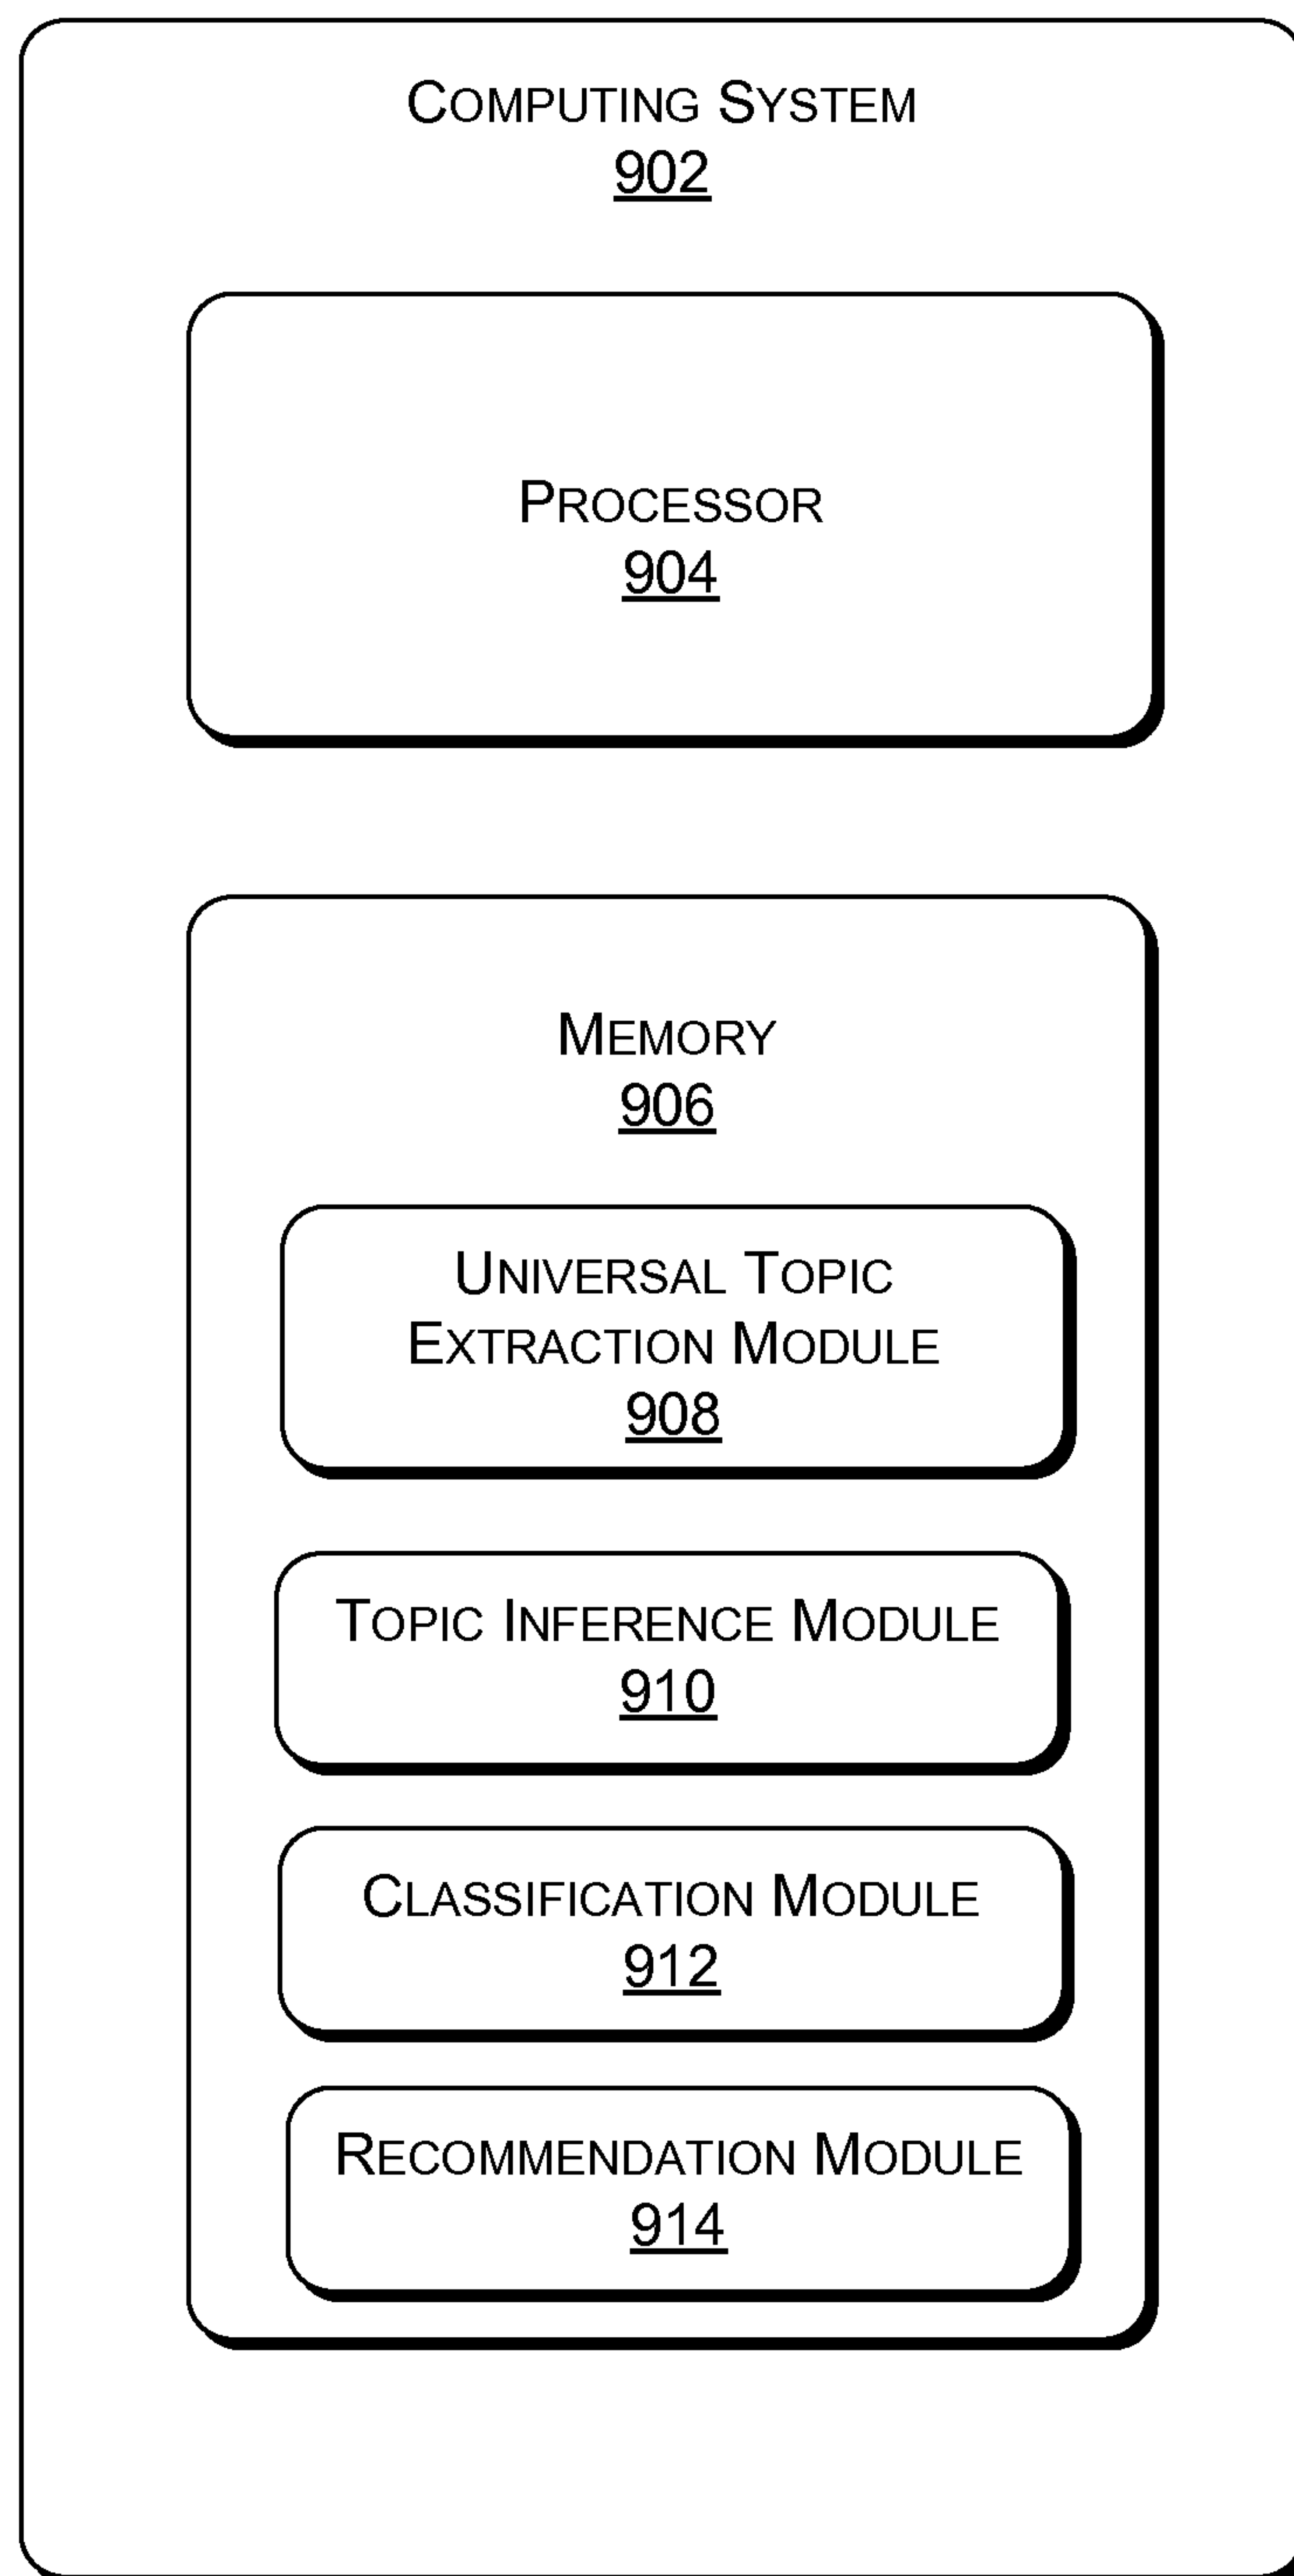 COMPUTING SYSTEM
902
PROCESSOR
904
MEMORY
906
UNIVERSAL TOPIC
EXTRACTION MODULE
908
TOPIC INFERENCE MODULE
910
CLASSIFICATION MODULE
912
RECOMMENDATION MODULE
914